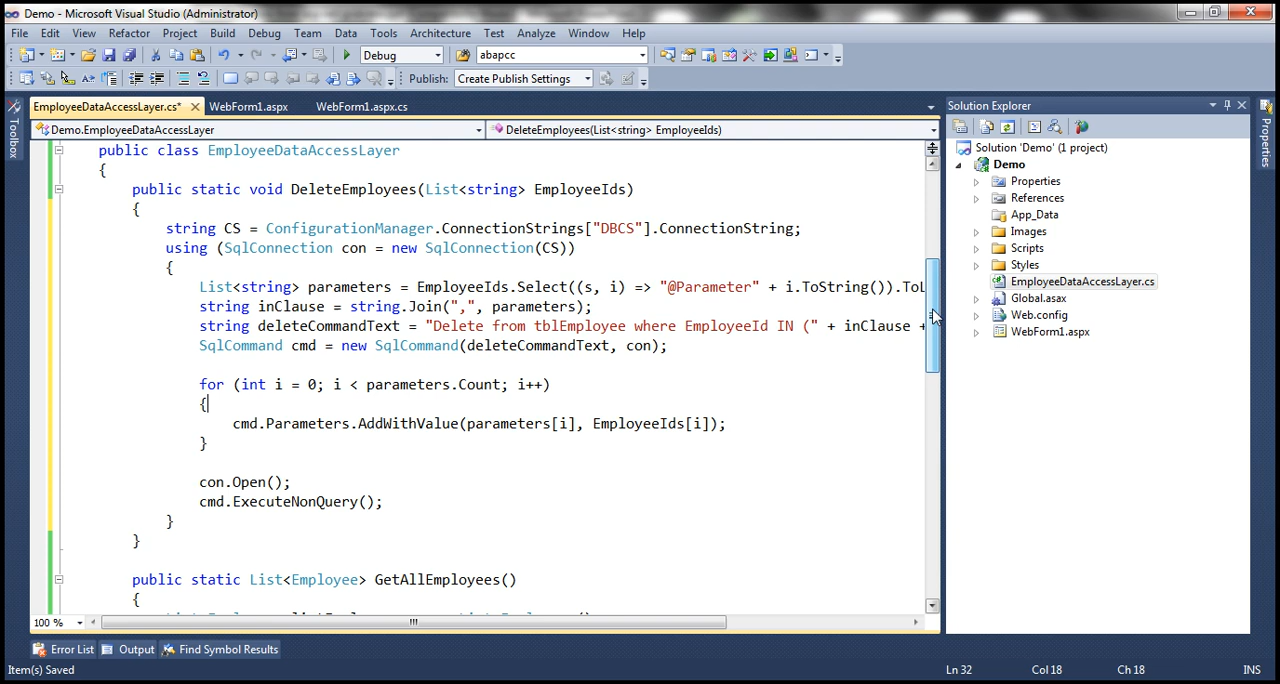 Demo - Microsoft Visual Studio (Administrator)
File Edit View Refactor Project Build Debug Team Data Tools Architecture Test Analyze Window Help
Debug abapcc
Publish: Create Publish Settings
EmployeeDataAccessLayer.cs* WebForm1.aspx WebForm1.aspx.cs
Demo.EmployeeDataAccessLayer DeleteEmployees(List<string> EmployeeIds)
Toolbox
public class EmployeeDataAccessLayer
{
public static void DeleteEmployees(List<string> EmployeeIds)
{
string CS = ConfigurationManager.ConnectionStrings["DBCS"].ConnectionString;
using (SqlConnection con = new SqlConnection(CS))
{
List<string> parameters = EmployeeIds.Select((s, i) => "@Parameter" + i.ToString()).ToL
string inClause = string.Join(",", parameters);
string deleteCommandText = "Delete from tblEmployee where EmployeeId IN (" + inClause +
SqlCommand cmd = new SqlCommand(deleteCommandText, con);
for (int i = 0; i < parameters.Count; i++)
{
cmd.Parameters.AddWithValue(parameters[i], EmployeeIds[i]);
}
con.Open();
cmd.ExecuteNonQuery();
}
}
public static List<Employee> GetAllEmployees()
{
100 %
Solution Explorer
Solution 'Demo' (1 project)
Demo
Properties
References
App_Data
Images
Scripts
Styles
EmployeeDataAccessLayer.cs
Global.asax
Web.config
WebForm1.aspx
Properties
Error List Output Find Symbol Results
Item(s) Saved Ln 32 Col 18 Ch 18 INS